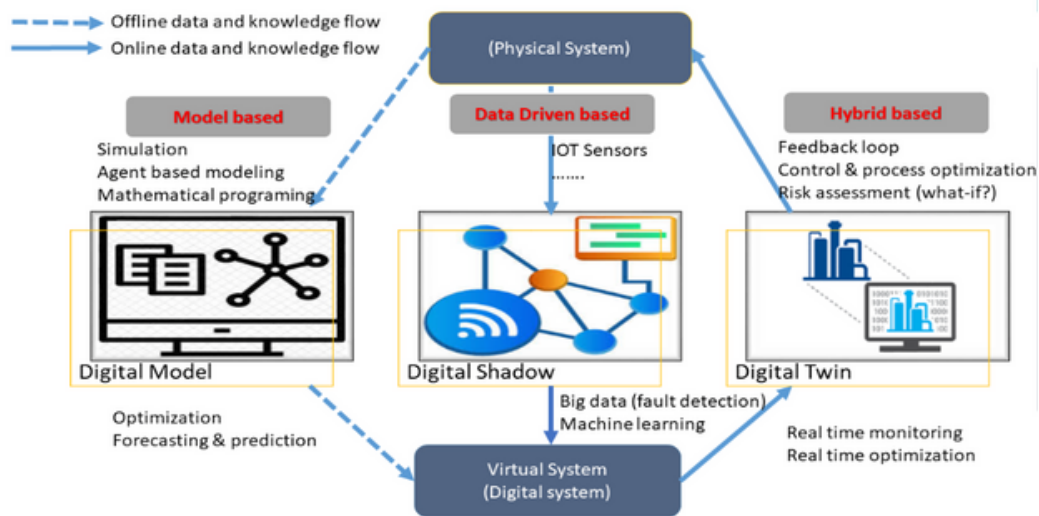 Offline data and knowledge flow
Online data and knowledge flow
(Physical System)
Model based
Data Driven based
Hybrid based
Simulation
Agent based modeling
Mathematical programing
IOT Sensors
.......
Feedback loop
Control & process optimization
Risk assessment (what-if?)
Digital Model
Digital Shadow
Digital Twin
Optimization
Forecasting & prediction
Big data (fault detection)
Machine learning
Real time monitoring
Real time optimization
Virtual System
(Digital system)